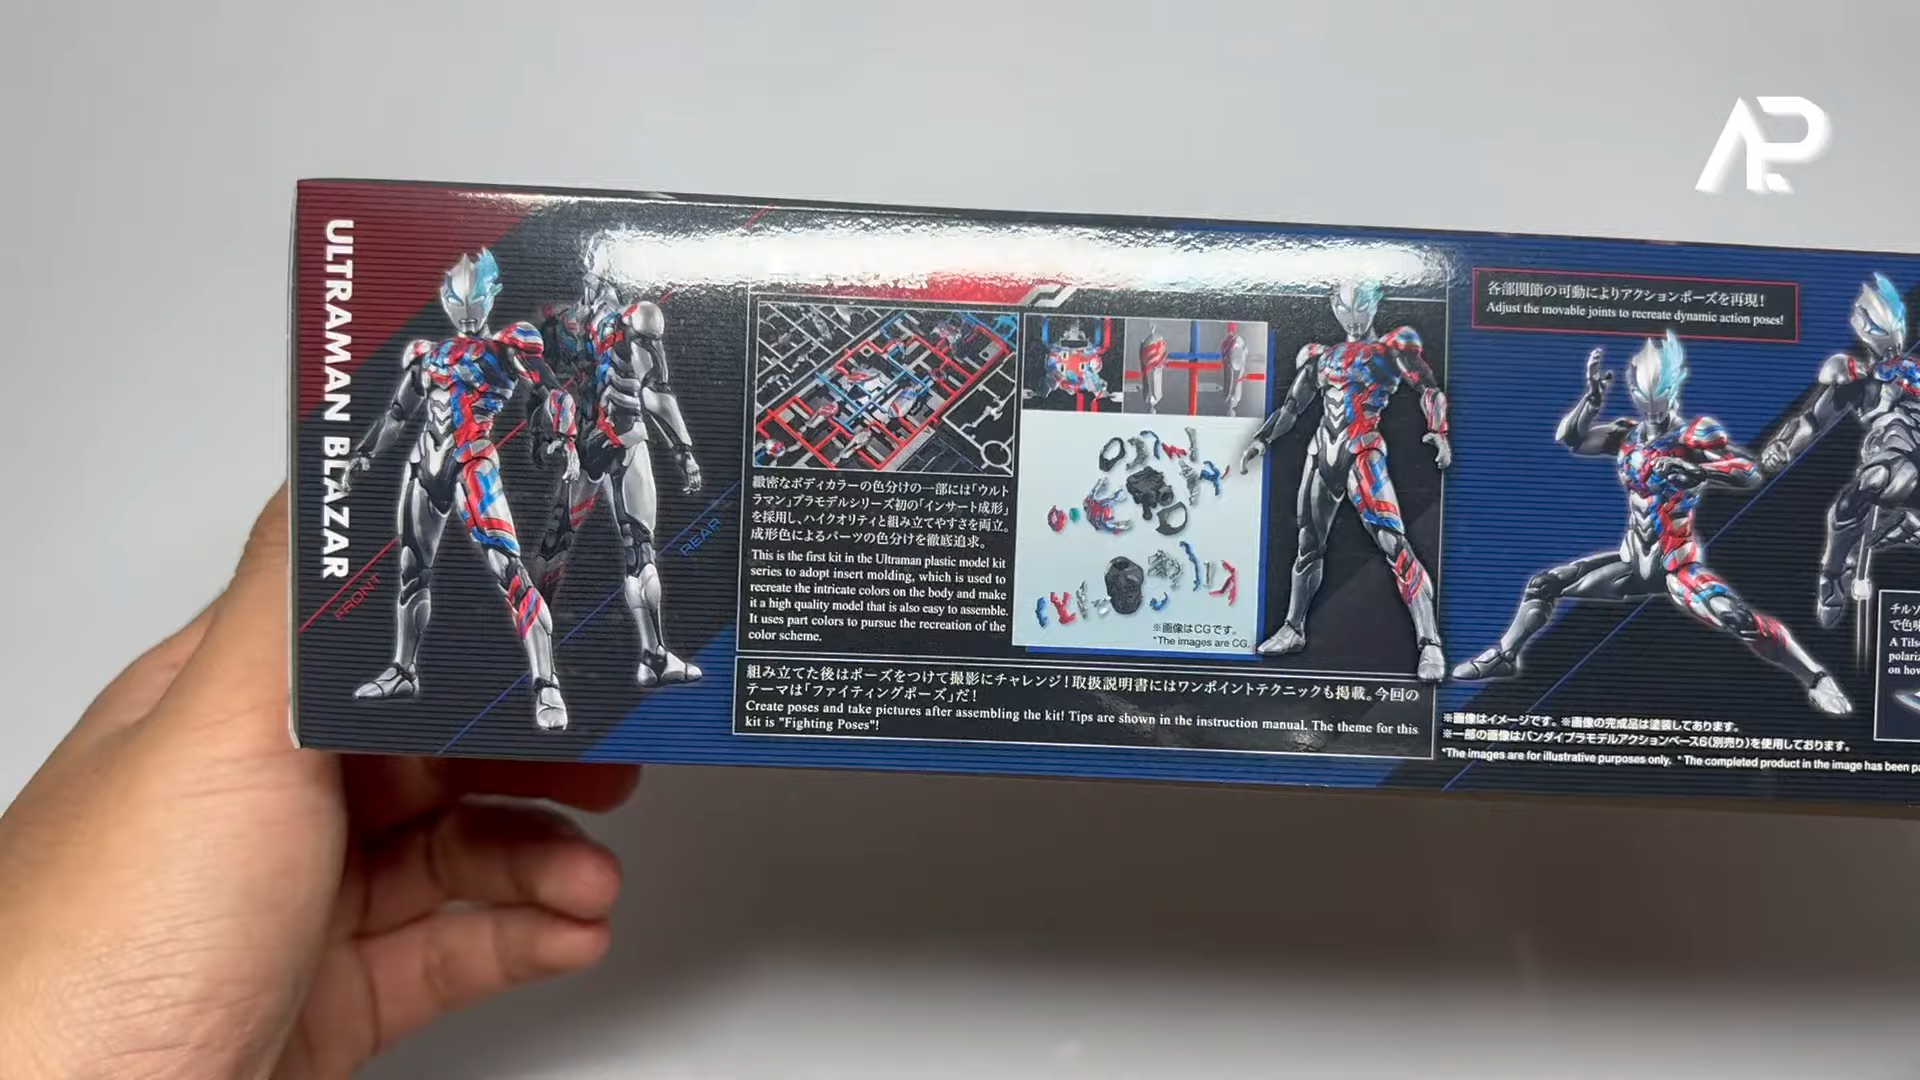 AP
ULTRAMAN BLAZAR
FRONT
REAR
緻密なボディカラーの色分けの一部には「ウルト
ラマン」プラモデルシリーズ初の「インサート成形」
を採用し、ハイクオリティと組み立てやすさを両立。
成形色によるパーツの色分けを徹底追求。
This is the first kit in the Ultraman plastic model kit
series to adopt insert molding, which is used to
recreate the intricate colors on the body and make
it a high quality model that is also easy to assemble.
It uses part colors to pursue the recreation of the
color scheme.
※画像はCGです。
*The images are CG.
組み立てた後はポーズをつけて撮影にチャレンジ!取扱説明書にはワンポイントテクニックも掲載。今回の
テーマは「ファイティングポーズ」だ!
Create poses and take pictures after assembling the kit! Tips are shown in the instruction manual. The theme for this
kit is "Fighting Poses"!
各部関節の可動によりアクションポーズを再現!
Adjust the movable joints to recreate dynamic action poses!
※画像はイメージです。※画像の完成品は塗装してあります。
※一部の画像はバンダイプラモデルアクションベース6(別売り)を使用しております。
*The images are for illustrative purposes only. *The completed product in the image has been
チルソ
で色味
A Tils
polariz
on how